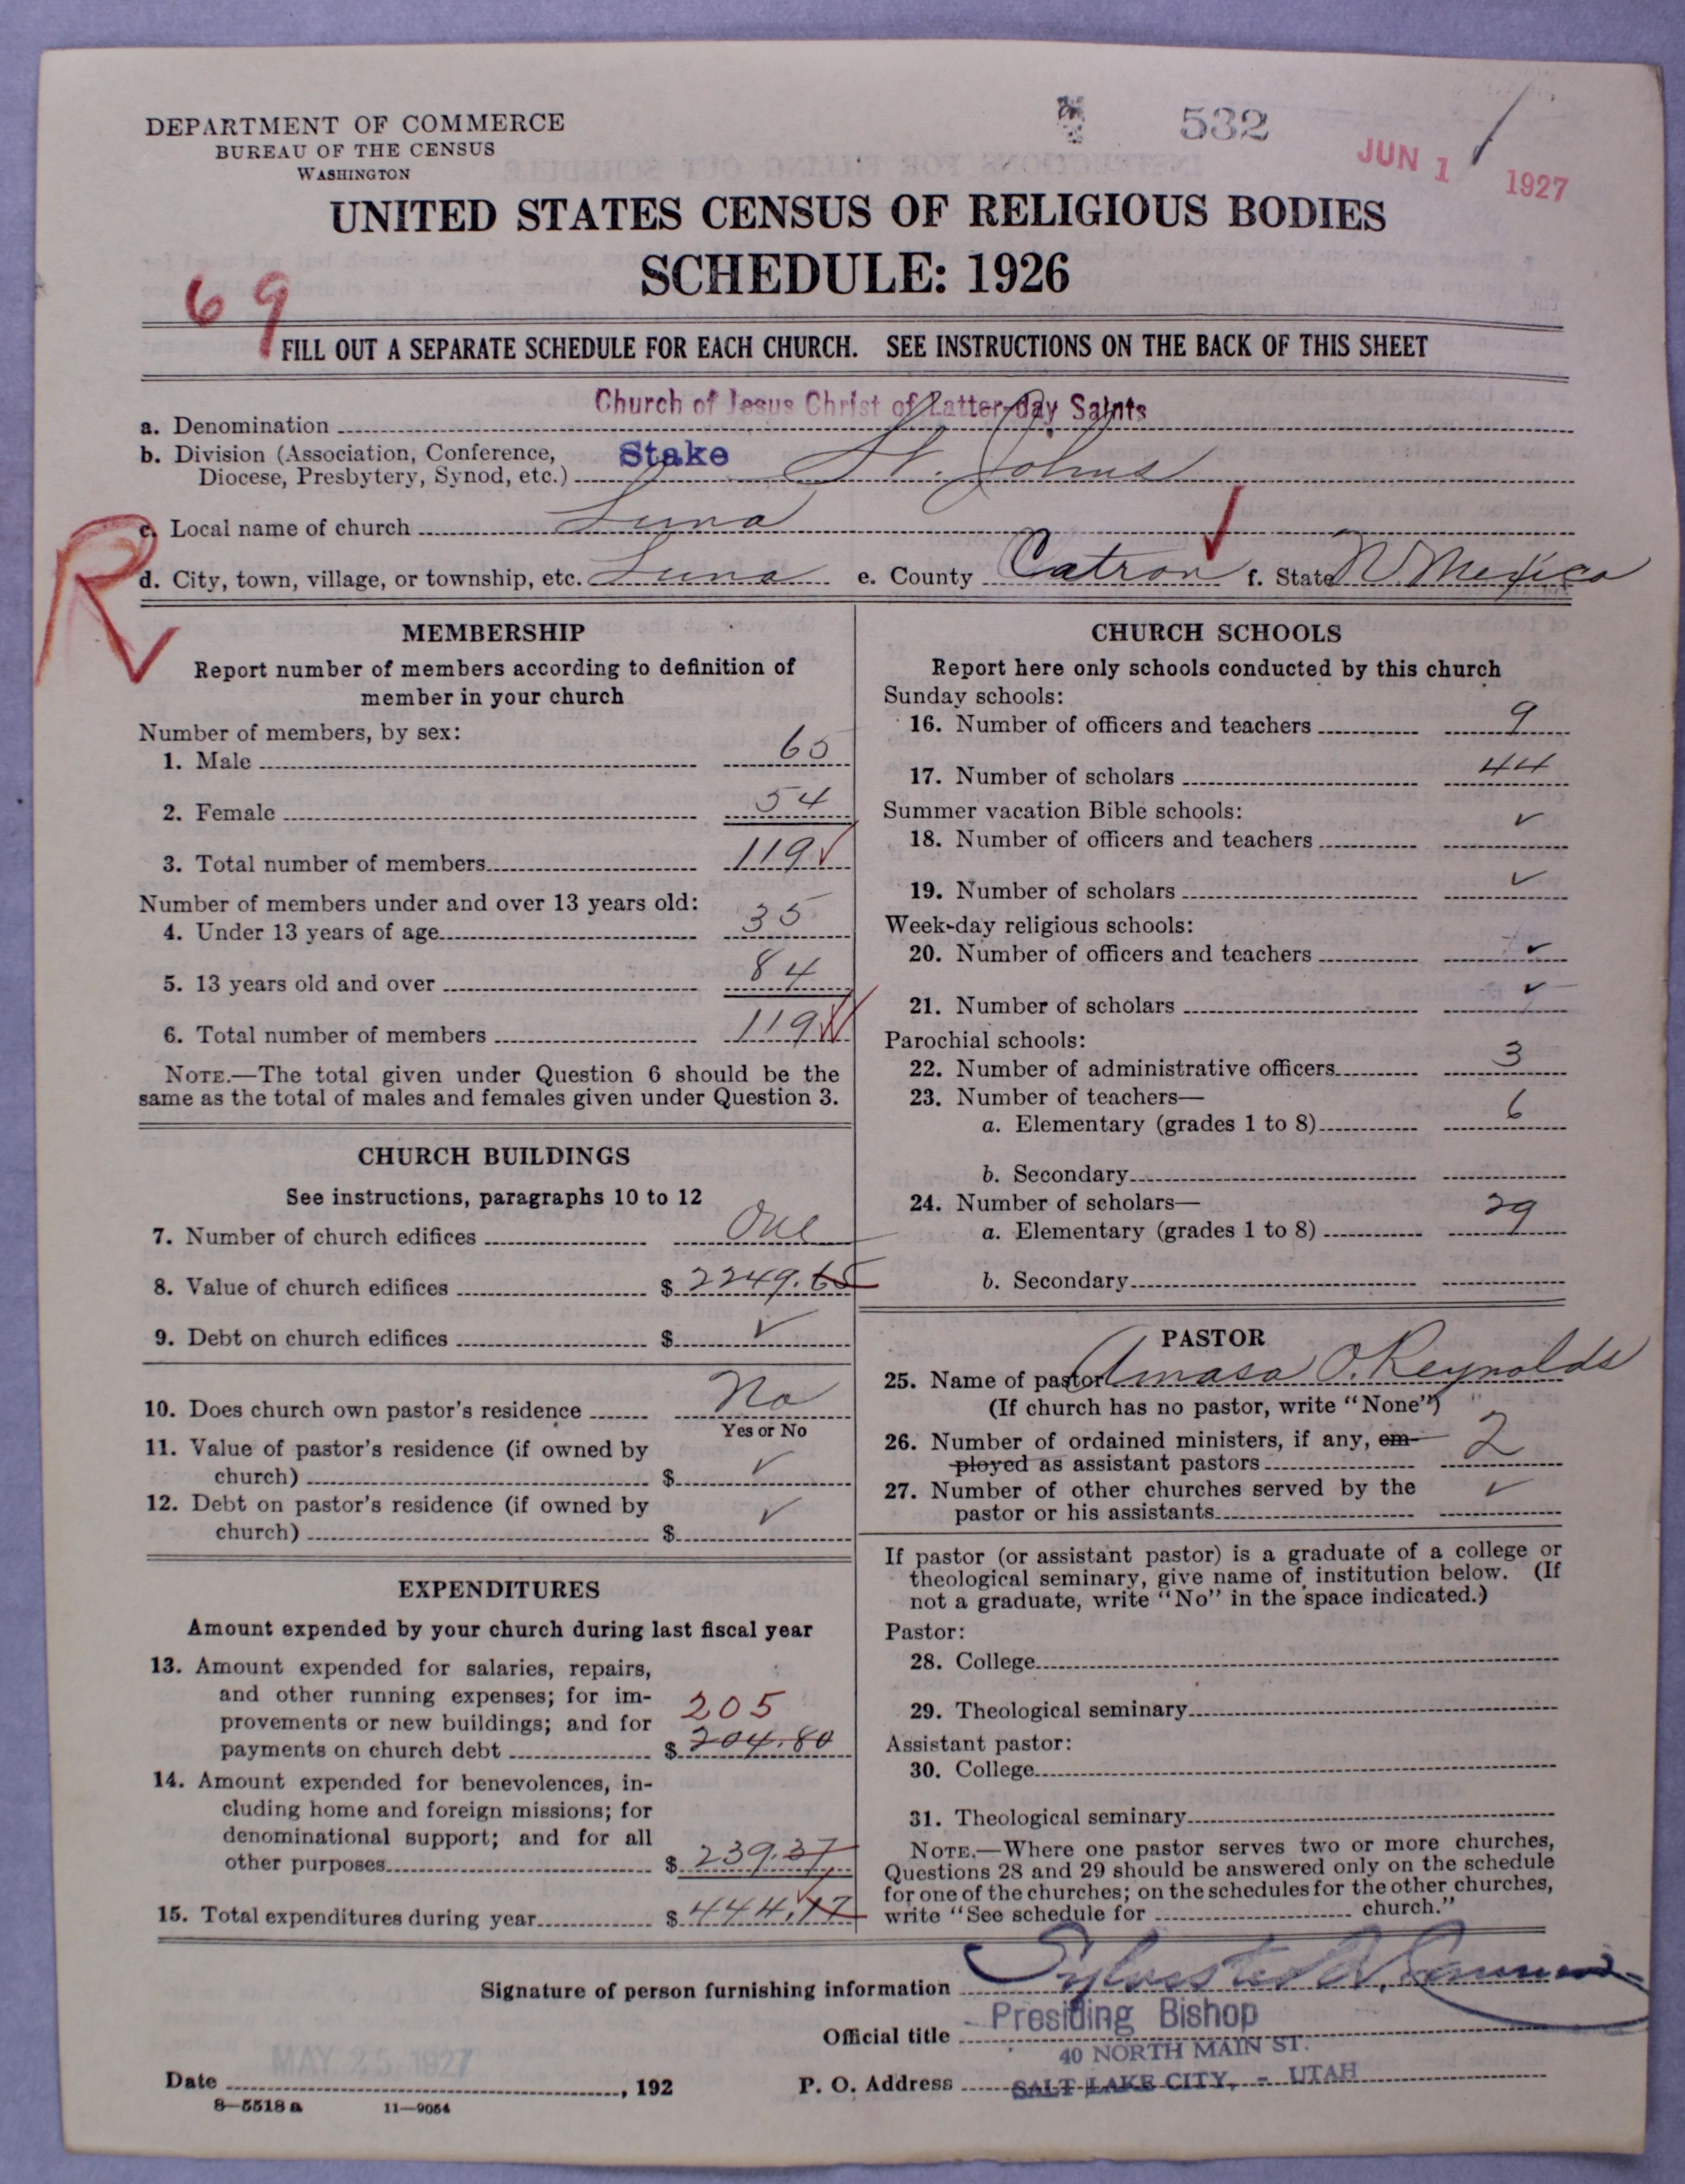 DEPARTMENT OF COMMERCE
BUREAU OF THE CENSUS
WASHINGTON
532
JUN 1 1927
UNITED STATES CENSUS OF RELIGIOUS BODIES
SCHEDULE: 1926
69
FILL OUT A SEPARATE SCHEDULE FOR EACH CHURCH. SEE INSTRUCTIONS ON THE BACK OF THIS SHEET
a. Denomination Church of Jesus Christ of Latter-day Saints
b. Division (Association, Conference,
Diocese, Presbytery, Synod, etc.) Stake St. Johns
R
c. Local name of church Luna
d. City, town, village, or township, etc. Luna e. County Catron f. State N Mexico
MEMBERSHIP
Report number of members according to definition of
member in your church
Number of members, by sex:
1. Male 65
2. Female 54
3. Total number of members 119 ✓
Number of members under and over 13 years old:
4. Under 13 years of age 35
5. 13 years old and over 84
6. Total number of members 119 ✓✓
NOTE.—The total given under Question 6 should be the
same as the total of males and females given under Question 3.
CHURCH BUILDINGS
See instructions, paragraphs 10 to 12
7. Number of church edifices One
8. Value of church edifices $ 2249.65
9. Debt on church edifices $ ✓
10. Does church own pastor's residence No
Yes or No
11. Value of pastor's residence (if owned by
church) $ ✓
12. Debt on pastor's residence (if owned by
church) $ ✓
EXPENDITURES
Amount expended by your church during last fiscal year
13. Amount expended for salaries, repairs,
and other running expenses; for im-
provements or new buildings; and for 205
payments on church debt $ 204.80
14. Amount expended for benevolences, in-
cluding home and foreign missions; for
denominational support; and for all
other purposes $ 239.37
15. Total expenditures during year $ 444.17
CHURCH SCHOOLS
Report here only schools conducted by this church
Sunday schools:
16. Number of officers and teachers 9
17. Number of scholars 44
Summer vacation Bible schools:
18. Number of officers and teachers ✓
19. Number of scholars ✓
Week-day religious schools:
20. Number of officers and teachers ✓
21. Number of scholars ✓
Parochial schools:
22. Number of administrative officers 3
23. Number of teachers—
a. Elementary (grades 1 to 8) 6
b. Secondary
24. Number of scholars—
a. Elementary (grades 1 to 8) 29
b. Secondary
PASTOR
25. Name of pastor Amasa O. Reynolds
(If church has no pastor, write "None")
26. Number of ordained ministers, if any, em-
ployed as assistant pastors 2
27. Number of other churches served by the
pastor or his assistants ✓
If pastor (or assistant pastor) is a graduate of a college or
theological seminary, give name of institution below. (If
not a graduate, write "No" in the space indicated.)
Pastor:
28. College
29. Theological seminary
Assistant pastor:
30. College
31. Theological seminary
NOTE.—Where one pastor serves two or more churches,
Questions 28 and 29 should be answered only on the schedule
for one of the churches; on the schedules for the other churches,
write "See schedule for church."
Signature of person furnishing information Sylvester Q. Cannon
Official title Presiding Bishop
40 NORTH MAIN ST.
Date MAY 25 1927, 192
P. O. Address SALT LAKE CITY, - UTAH
8—5518 a 11—9054